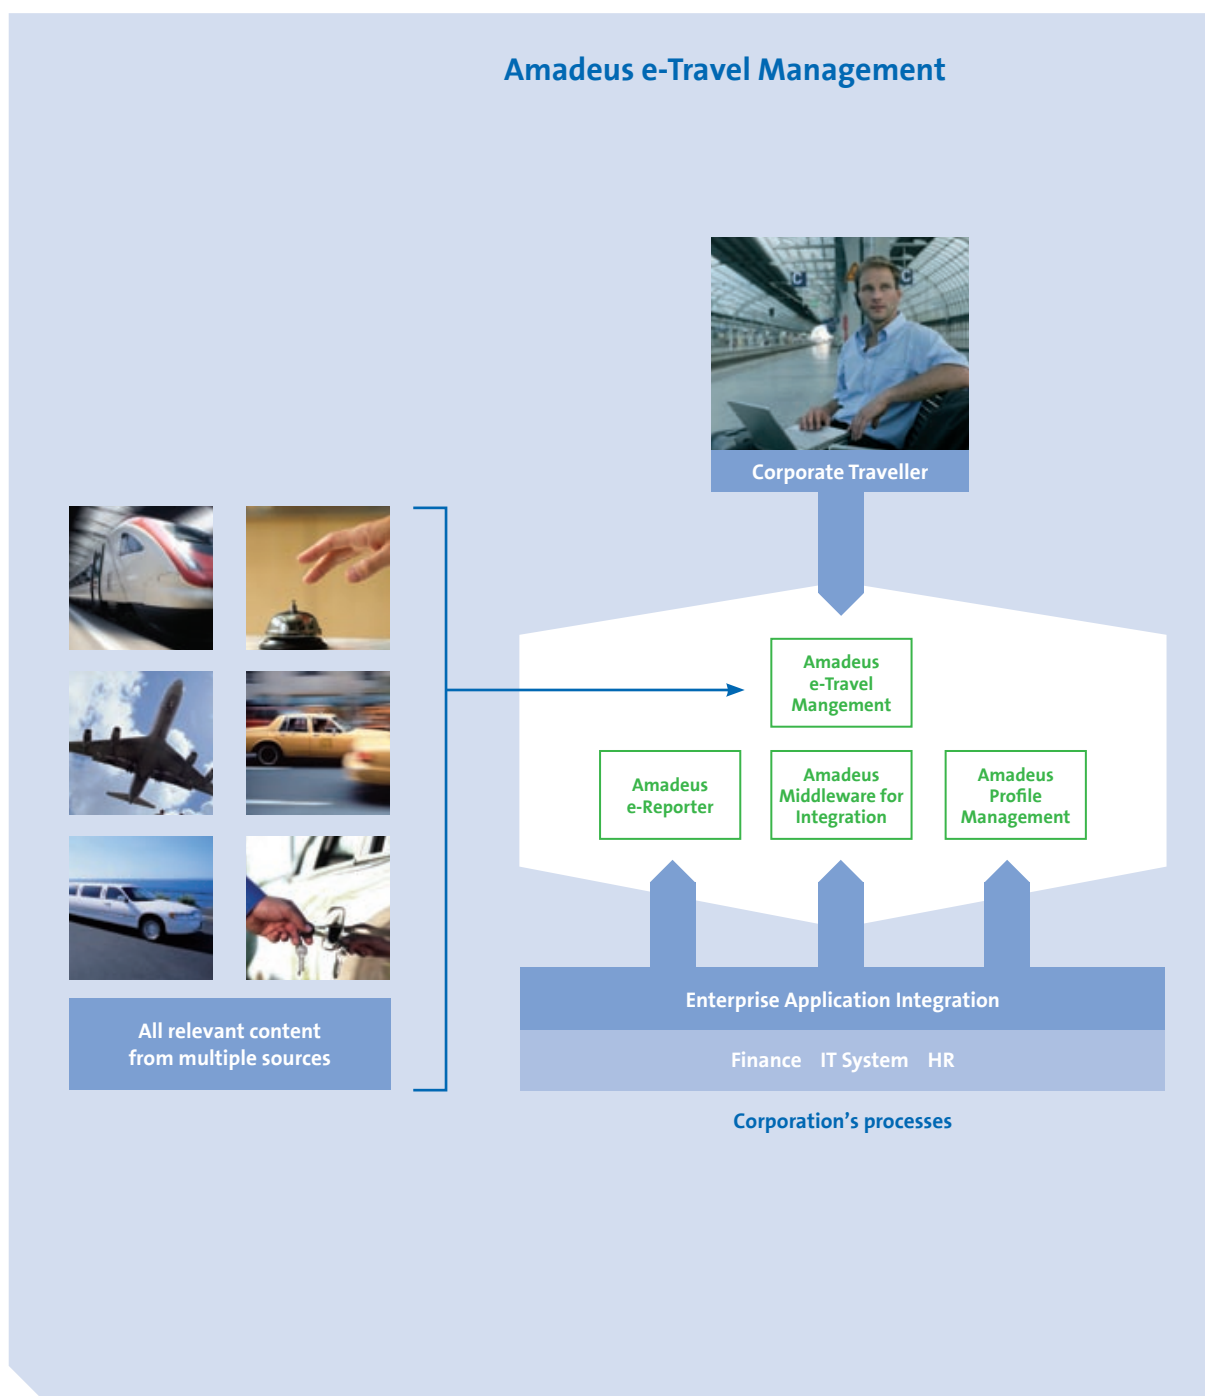 Amadeus e-Travel Management
C
C
Corporate Traveller
Amadeus
e-Travel
Mangement
Amadeus
e-Reporter
Amadeus
Middleware for
Integration
Amadeus
Profile
Management
All relevant content
from multiple sources
Enterprise Application Integration
Finance IT System HR
Corporation's processes